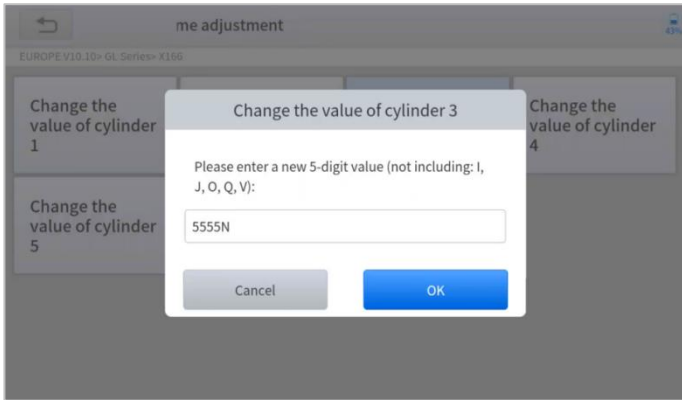 me adjustment
43%
EUROPE V10.10> GL Series> X166
Change the
value of cylinder
1
Change the
value of cylinder
4
Change the
value of cylinder
5
Change the value of cylinder 3
Please enter a new 5-digit value (not including: I,
J, O, Q, V):
5555N
Cancel
OK